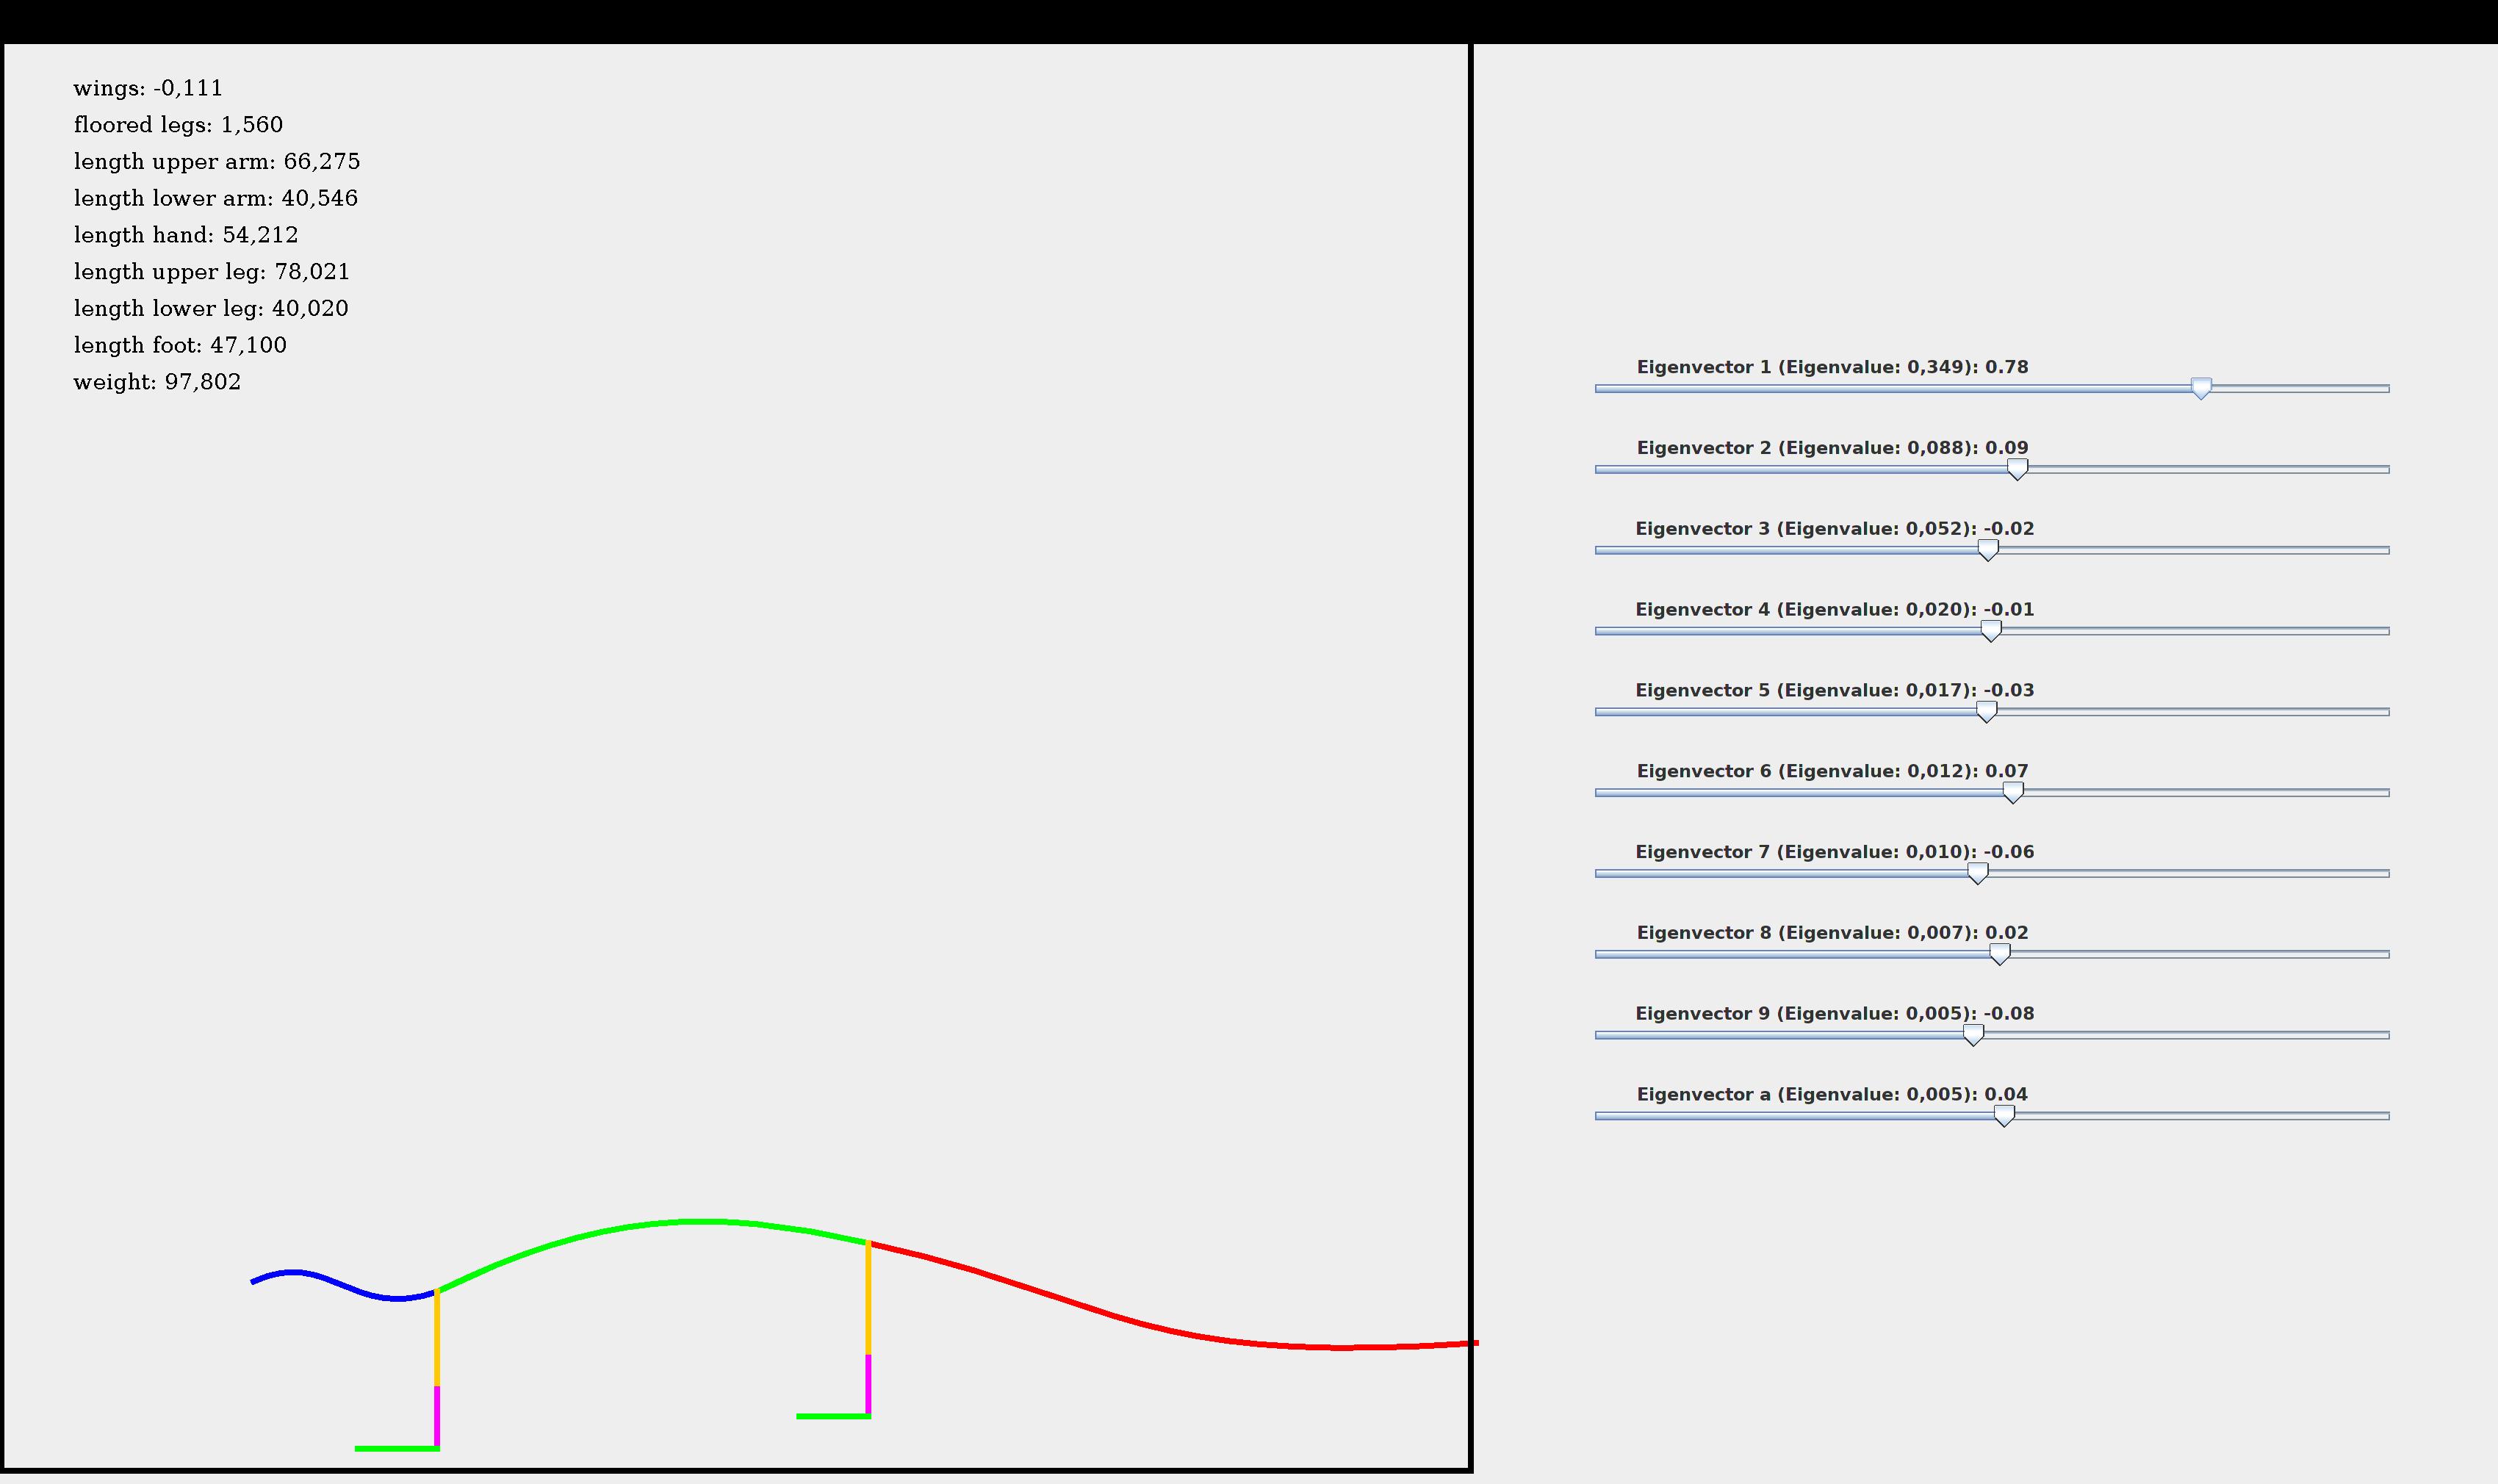 wings: -0,111
floored legs: 1,560
length upper arm: 66,275
length lower arm: 40,546
length hand: 54,212
length upper leg: 78,021
length lower leg: 40,020
length foot: 47,100
weight: 97,802
Eigenvector 1 (Eigenvalue: 0,349): 0.78
Eigenvector 2 (Eigenvalue: 0,088): 0.09
Eigenvector 3 (Eigenvalue: 0,052): -0.02
Eigenvector 4 (Eigenvalue: 0,020): -0.01
Eigenvector 5 (Eigenvalue: 0,017): -0.03
Eigenvector 6 (Eigenvalue: 0,012): 0.07
Eigenvector 7 (Eigenvalue: 0,010): -0.06
Eigenvector 8 (Eigenvalue: 0,007): 0.02
Eigenvector 9 (Eigenvalue: 0,005): -0.08
Eigenvector a (Eigenvalue: 0,005): 0.04